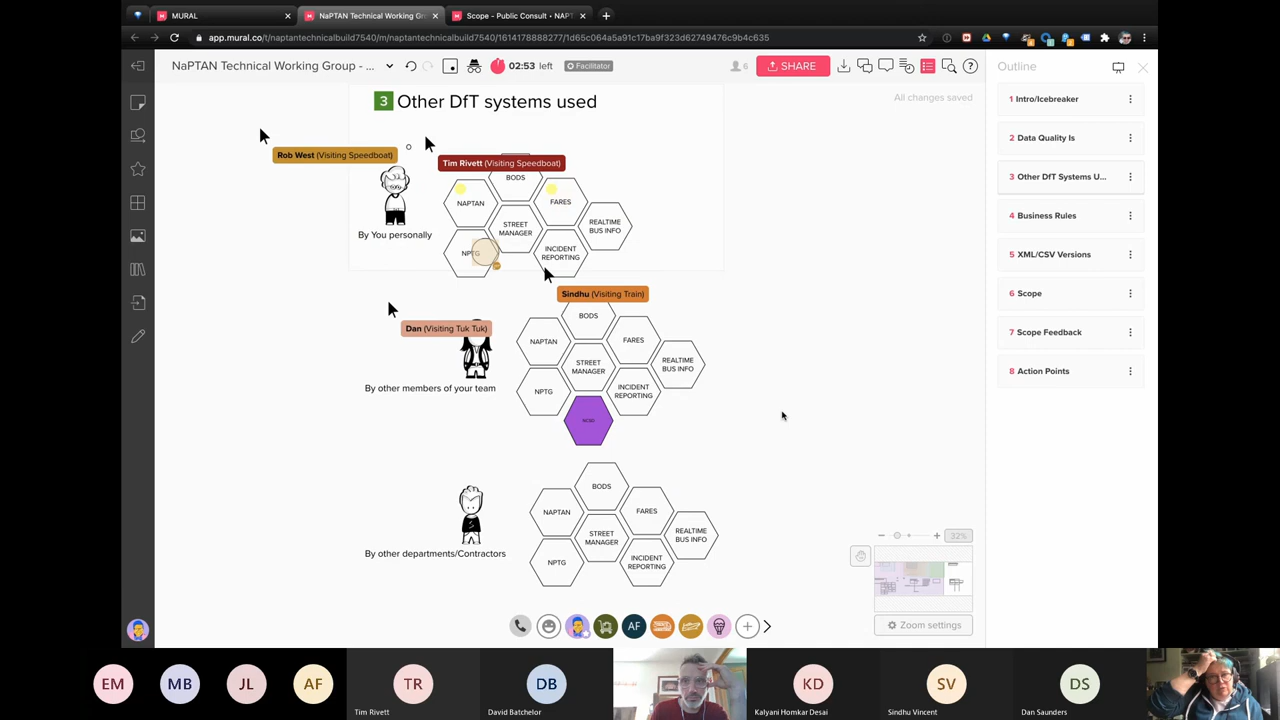 MURAL
NaPTAN Technical Working Gr
Scope - Public Consult • NAPT
app.mural.co/t/naptantechnicalbuild7540/m/naptantechnicalbuild7540/1614178888277/1d65c064a5a91c17ba9f323d62749476c9b4c635
NaPTAN Technical Working Group - ...
02:53 left
Facilitator
6
SHARE
Outline
All changes saved
3 Other DfT systems used
Rob West (Visiting Speedboat)
Tim Rivett (Visiting Speedboat)
BODS
NAPTAN
FARES
STREET
MANAGER
REALTIME
BUS INFO
NPTG
INCIDENT
REPORTING
By You personally
Sindhu (Visiting Train)
Dan (Visiting Tuk Tuk)
BODS
NAPTAN
FARES
STREET
MANAGER
REALTIME
BUS INFO
NPTG
INCIDENT
REPORTING
By other members of your team
BODS
NAPTAN
FARES
STREET
MANAGER
REALTIME
BUS INFO
NPTG
INCIDENT
REPORTING
By other departments/Contractors
1 Intro/Icebreaker
2 Data Quality Is
3 Other DfT Systems U...
4 Business Rules
5 XML/CSV Versions
6 Scope
7 Scope Feedback
8 Action Points
32%
Zoom settings
AF
EM
MB
JL
AF
TR
Tim Rivett
DB
David Batchelor
KD
Kalyani Homkar Desai
SV
Sindhu Vincent
DS
Dan Saunders